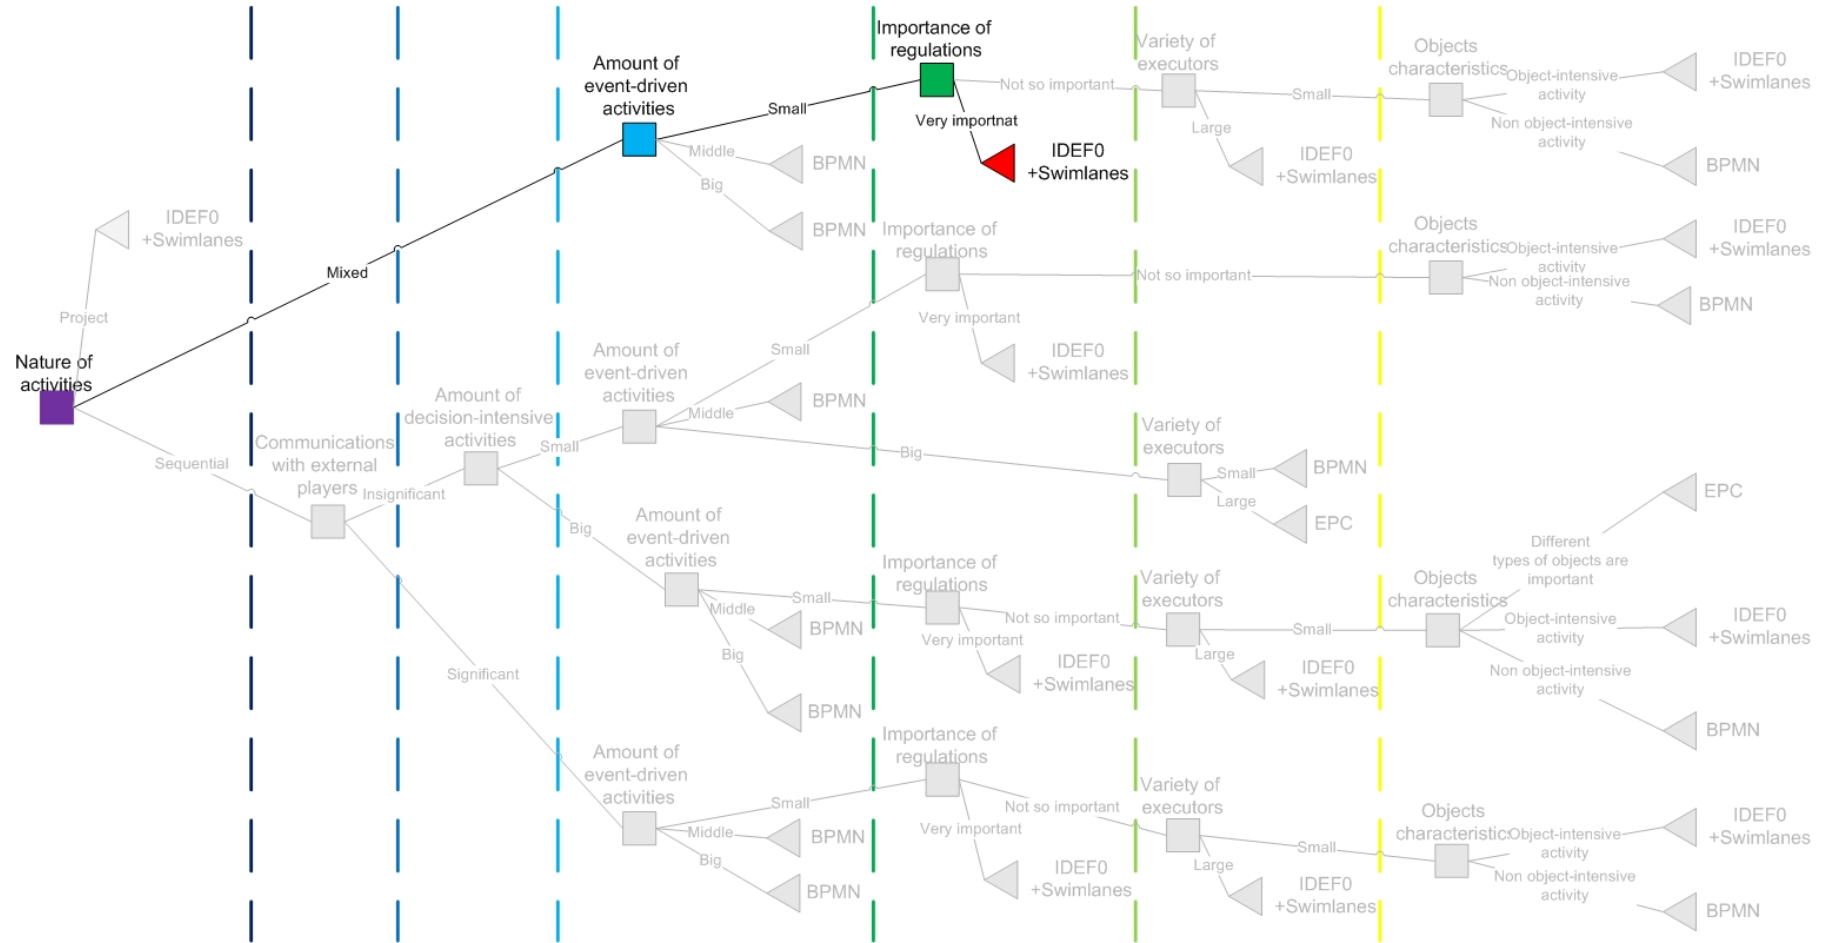 Importance of
regulations
Variety of
executors
Objects
characteristics
Object-intensive
activity
IDEF0
+Swimlanes
Amount of
event-driven
activities
Small
Not so important
Small
Very importnat
Large
Non object-intensive
activity
IDEF0
+Swimlanes
IDEF0
+Swimlanes
BPMN
Middle
BPMN
Big
BPMN
Project
IDEF0
+Swimlanes
Mixed
Nature of
activities
Importance of
regulations
Not so important
Objects
characteristics
Object-intensive
activity
IDEF0
+Swimlanes
Non object-intensive
activity
BPMN
Very important
IDEF0
+Swimlanes
Amount of
event-driven
activities
Small
Middle
BPMN
Big
Variety of
executors
Small
BPMN
Large
EPC
Sequential
Communications
with external
players
Insignificant
Amount of
decision-intensive
activities
Small
Big
Amount of
event-driven
activities
Small
Middle
BPMN
Big
BPMN
Importance of
regulations
Not so important
Very important
IDEF0
+Swimlanes
Variety of
executors
Small
Large
IDEF0
+Swimlanes
Objects
characteristics
Different
types of objects are
important
EPC
Object-intensive
activity
IDEF0
+Swimlanes
Non object-intensive
activity
BPMN
Significant
Amount of
event-driven
activities
Small
Middle
BPMN
Big
BPMN
Importance of
regulations
Not so important
Very important
IDEF0
+Swimlanes
Variety of
executors
Small
Large
IDEF0
+Swimlanes
Objects
characteristics
Object-intensive
activity
IDEF0
+Swimlanes
Non object-intensive
activity
BPMN